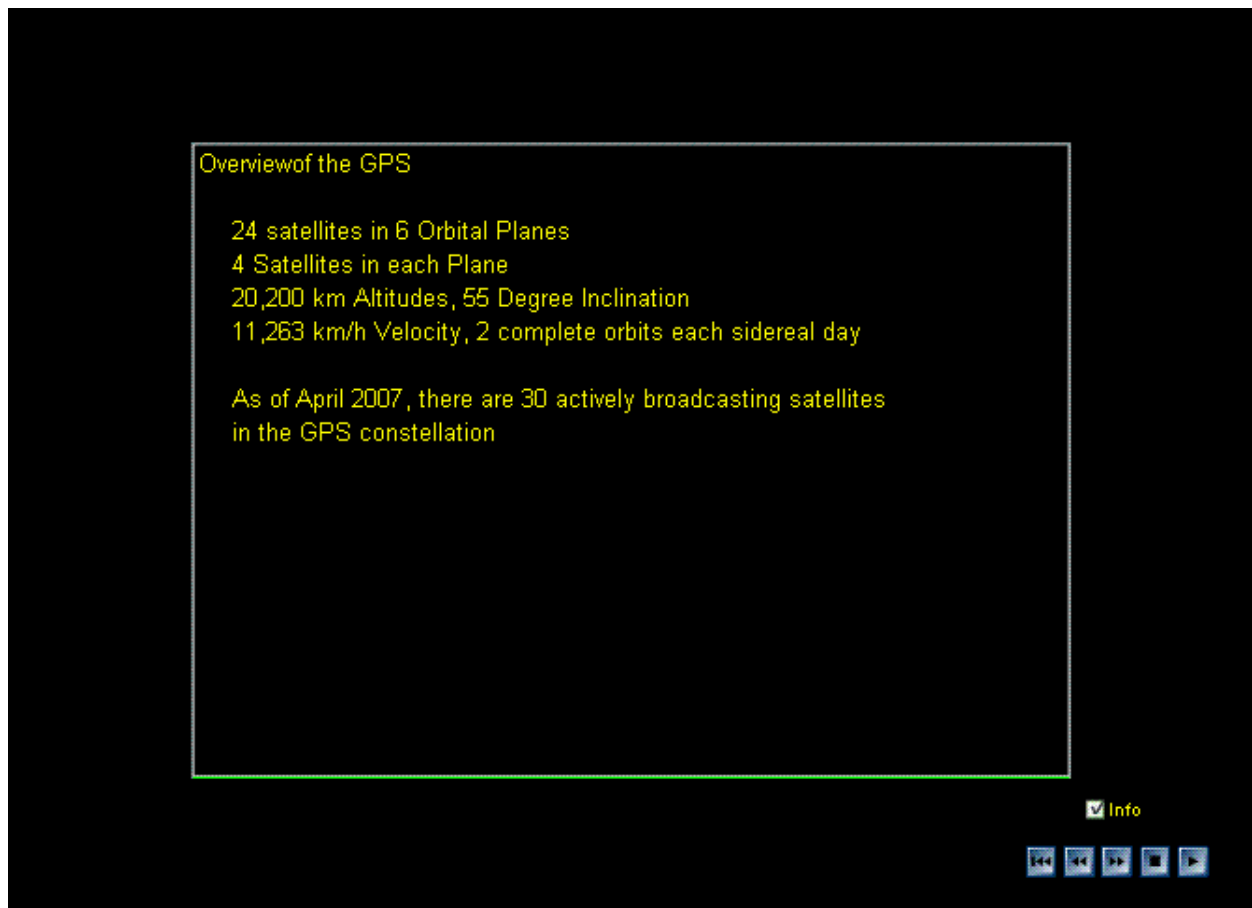 Overviewof the GPS
24 satellites in 6 Orbital Planes
4 Satellites in each Plane
20,200 km Altitudes, 55 Degree Inclination
11,263 km/h Velocity, 2 complete orbits each sidereal day
As of April 2007, there are 30 actively broadcasting satellites
in the GPS constellation
Info